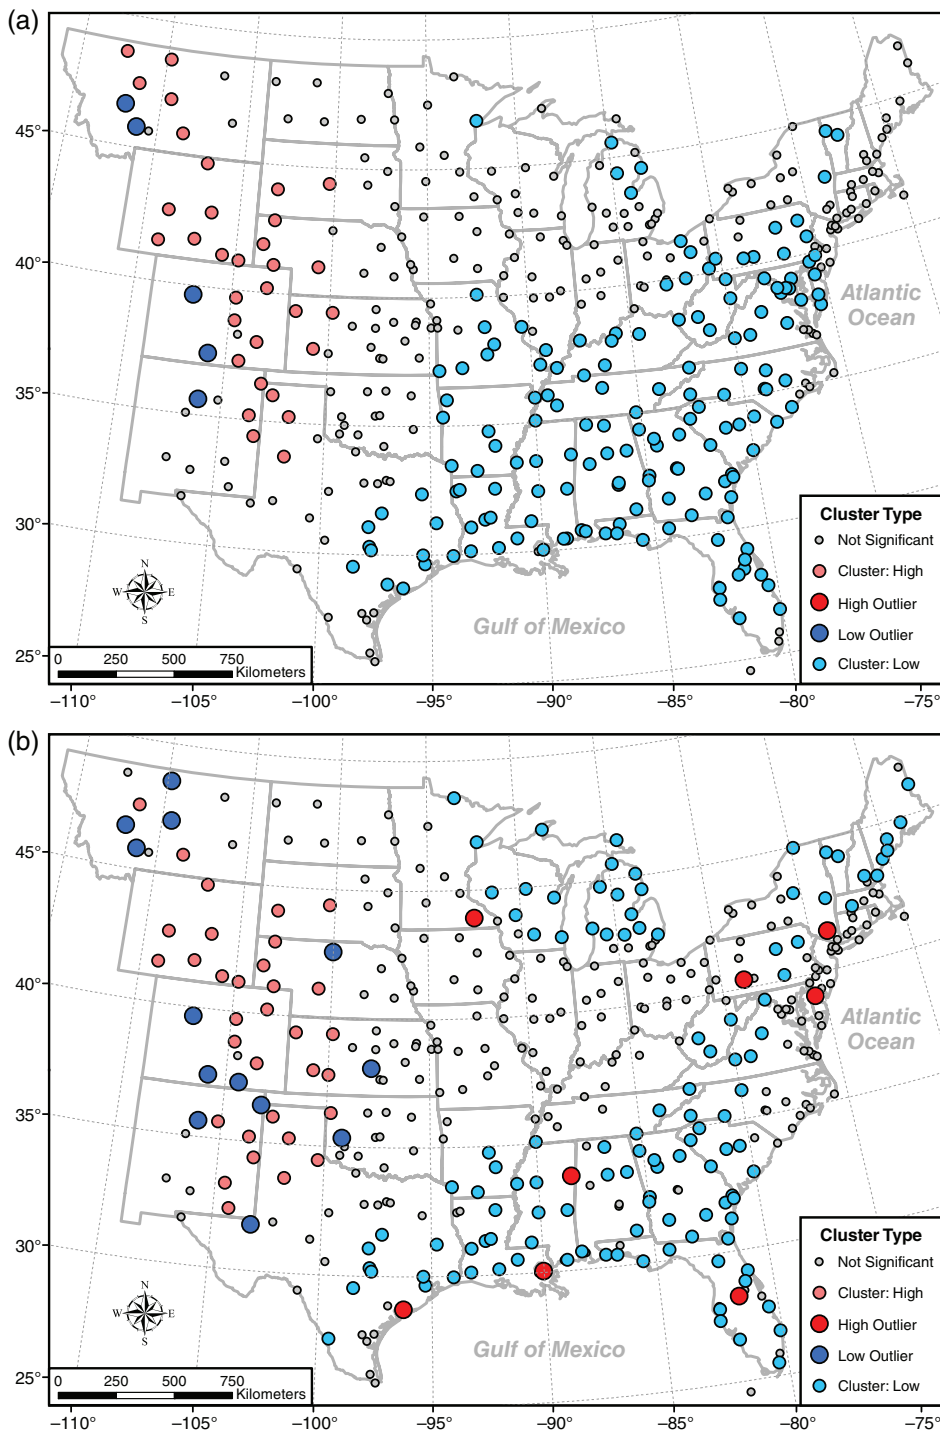 (a)
45°
40°
35°
30°
25°
Atlantic
Ocean
Gulf of Mexico
N
W E
S
0 250 500 750
Kilometers
Cluster Type
Not Significant
Cluster: High
High Outlier
Low Outlier
Cluster: Low
−110° −105° −100° −95° −90° −85° −80° −75°
(b)
45°
40°
35°
30°
25°
Atlantic
Ocean
Gulf of Mexico
N
W E
S
0 250 500 750
Kilometers
Cluster Type
Not Significant
Cluster: High
High Outlier
Low Outlier
Cluster: Low
−110° −105° −100° −95° −90° −85° −80° −75°